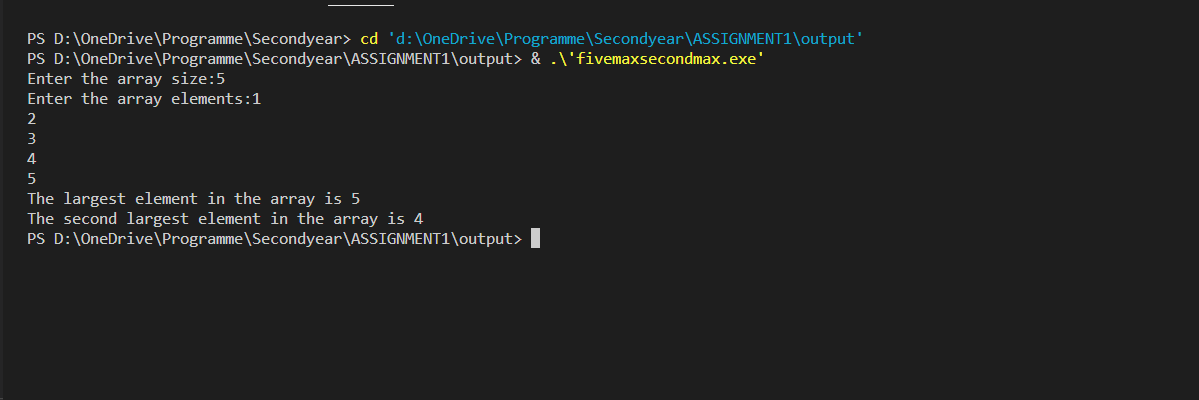 PS D:\OneDrive\Programme\Secondyear> cd 'd:\OneDrive\Programme\Secondyear\ASSIGNMENT1\output'
PS D:\OneDrive\Programme\Secondyear\ASSIGNMENT1\output> & .\'fivemaxsecondmax.exe'
Enter the array size:5
Enter the array elements:1
2
3
4
5
The largest element in the array is 5
The second largest element in the array is 4
PS D:\OneDrive\Programme\Secondyear\ASSIGNMENT1\output>